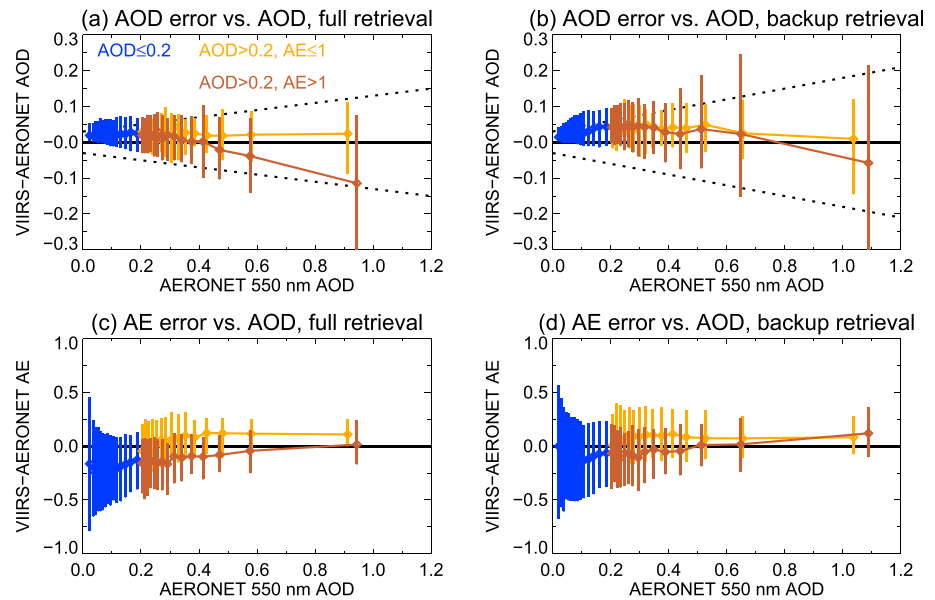 (a) AOD error vs. AOD, full retrieval
AOD≤0.2
AOD>0.2, AE≤1
AOD>0.2, AE>1
VIIRS−AERONET AOD
0.3
0.2
0.1
−0.0
−0.1
−0.2
−0.3
0.0 0.2 0.4 0.6 0.8 1.0 1.2
AERONET 550 nm AOD
(b) AOD error vs. AOD, backup retrieval
VIIRS−AERONET AOD
0.3
0.2
0.1
−0.0
−0.1
−0.2
−0.3
0.0 0.2 0.4 0.6 0.8 1.0 1.2
AERONET 550 nm AOD
(c) AE error vs. AOD, full retrieval
VIIRS−AERONET AE
1.0
0.5
0.0
−0.5
−1.0
0.0 0.2 0.4 0.6 0.8 1.0 1.2
AERONET 550 nm AOD
(d) AE error vs. AOD, backup retrieval
VIIRS−AERONET AE
1.0
0.5
0.0
−0.5
−1.0
0.0 0.2 0.4 0.6 0.8 1.0 1.2
AERONET 550 nm AOD